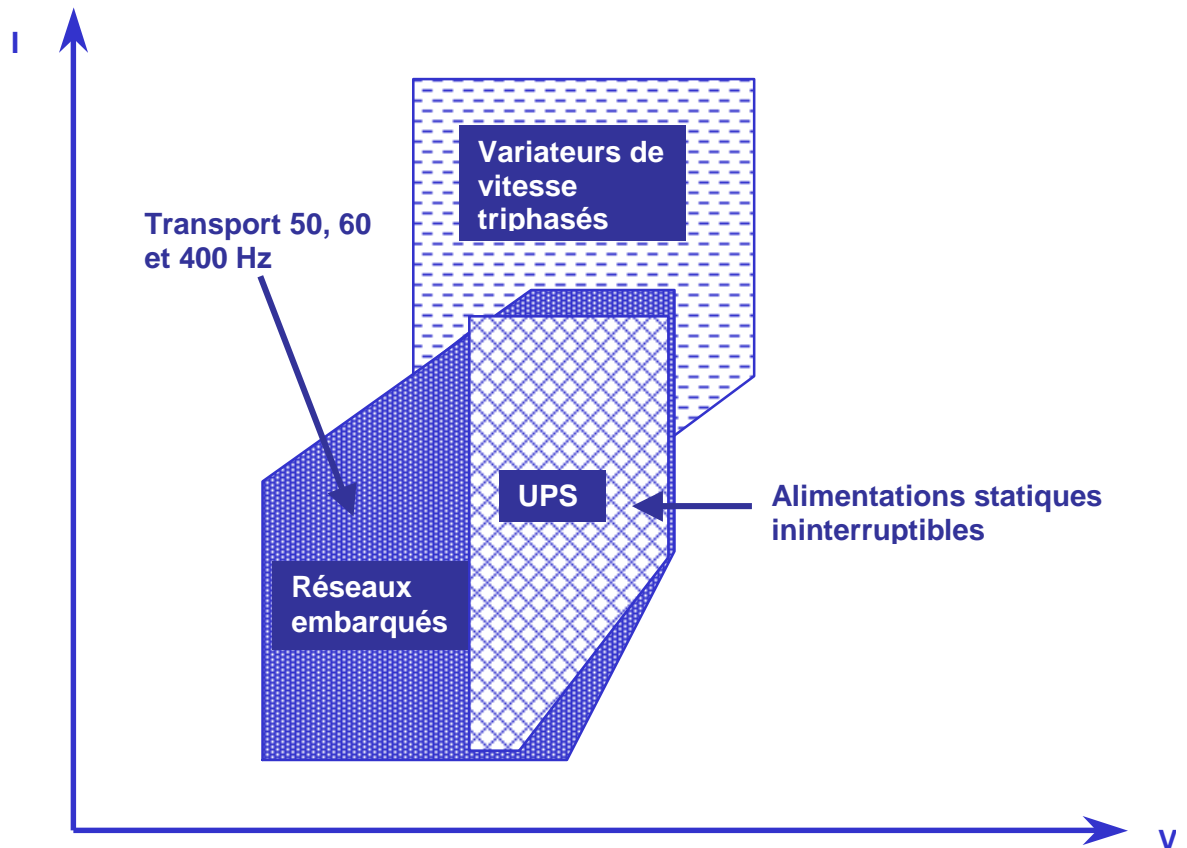 I
Variateurs de
vitesse
triphasés
Transport 50, 60
et 400 Hz
UPS
Alimentations statiques
ininterruptibles
Réseaux
embarqués
V